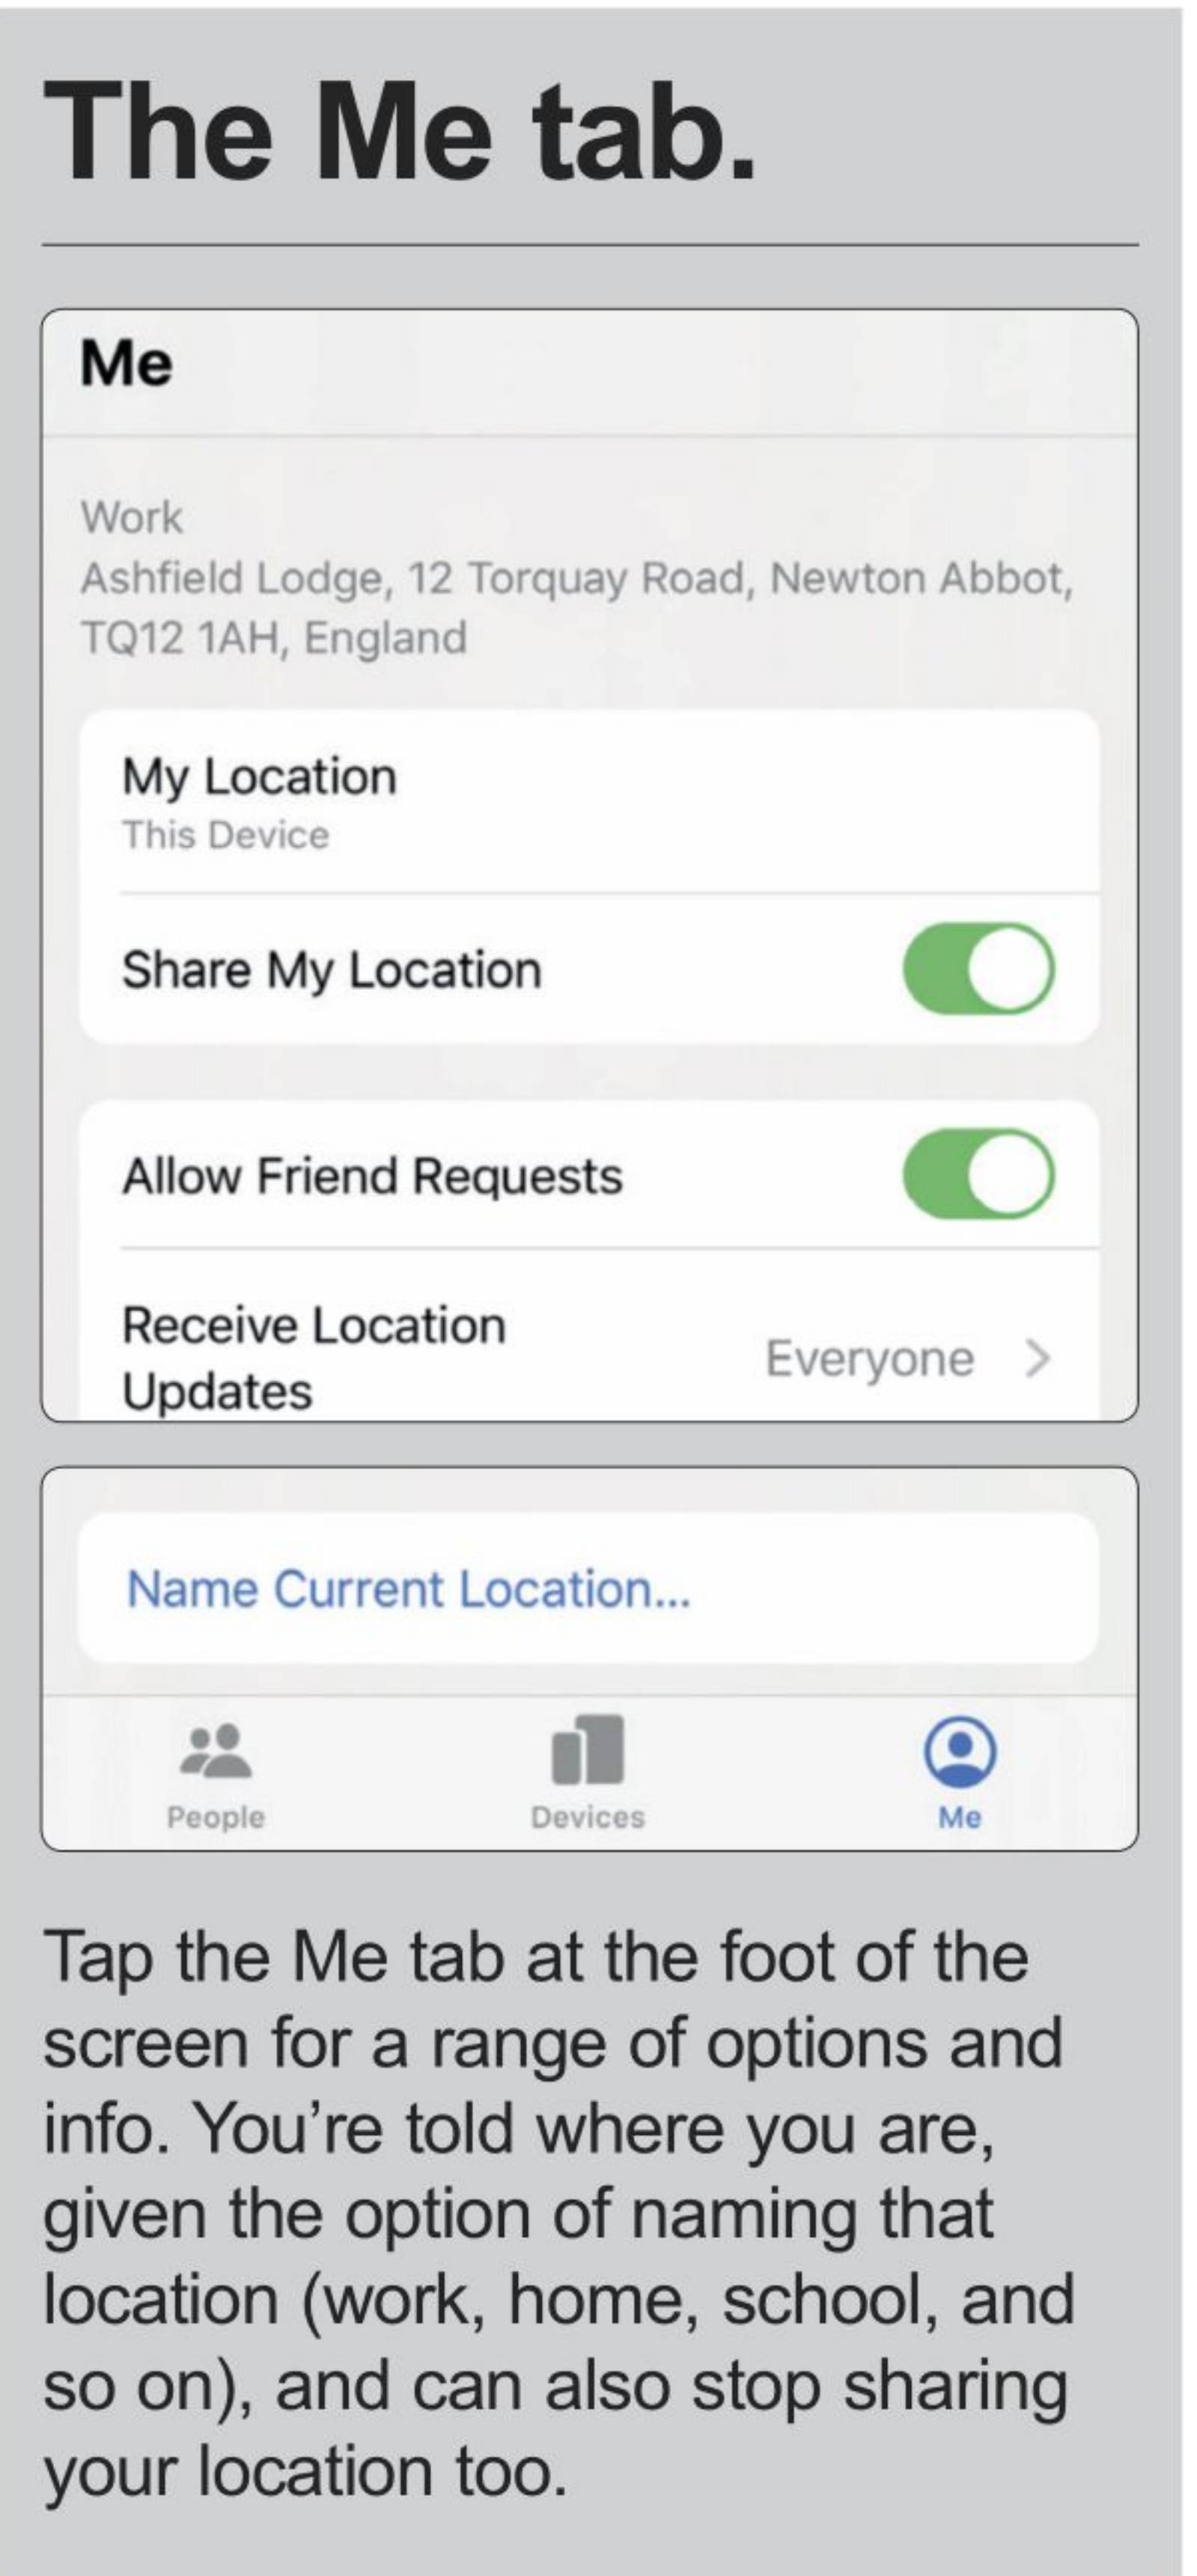 The Me tab.
Me
Work
Ashfield Lodge, 12 Torquay Road, Newton Abbot,
TQ12 1AH, England
My Location
This Device
Share My Location
Allow Friend Requests
Receive Location
Updates
Everyone
Name Current Location...
People
Devices
Me
Tap the Me tab at the foot of the
screen for a range of options and
info. You’re told where you are,
given the option of naming that
location (work, home, school, and
so on), and can also stop sharing
your location too.